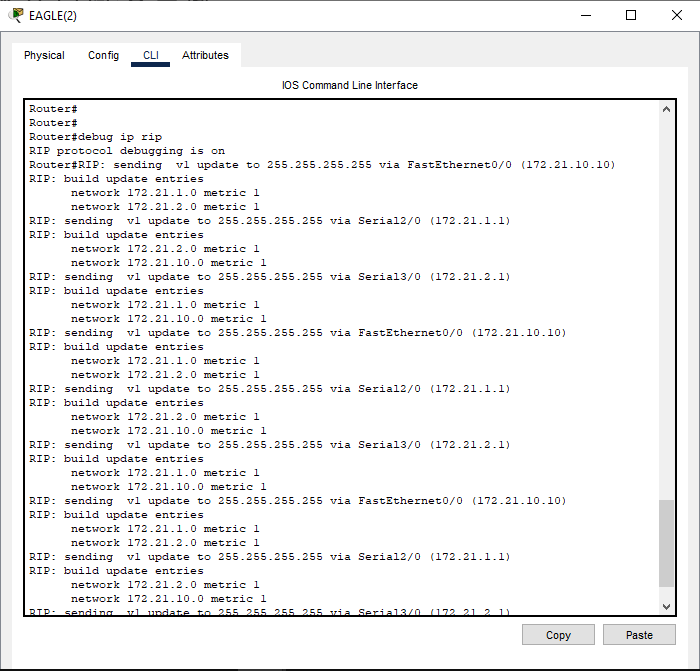 EAGLE(2)
Physical Config CLI Attributes
IOS Command Line Interface
Router#
Router#
Router#debug ip rip
RIP protocol debugging is on
Router#RIP: sending  v1 update to 255.255.255.255 via FastEthernet0/0 (172.21.10.10)
RIP: build update entries
      network 172.21.1.0 metric 1
      network 172.21.2.0 metric 1
RIP: sending  v1 update to 255.255.255.255 via Serial2/0 (172.21.1.1)
RIP: build update entries
      network 172.21.2.0 metric 1
      network 172.21.10.0 metric 1
RIP: sending  v1 update to 255.255.255.255 via Serial3/0 (172.21.2.1)
RIP: build update entries
      network 172.21.1.0 metric 1
      network 172.21.10.0 metric 1
RIP: sending  v1 update to 255.255.255.255 via FastEthernet0/0 (172.21.10.10)
RIP: build update entries
      network 172.21.1.0 metric 1
      network 172.21.2.0 metric 1
RIP: sending  v1 update to 255.255.255.255 via Serial2/0 (172.21.1.1)
RIP: build update entries
      network 172.21.2.0 metric 1
      network 172.21.10.0 metric 1
RIP: sending  v1 update to 255.255.255.255 via Serial3/0 (172.21.2.1)
RIP: build update entries
      network 172.21.1.0 metric 1
      network 172.21.10.0 metric 1
RIP: sending  v1 update to 255.255.255.255 via FastEthernet0/0 (172.21.10.10)
RIP: build update entries
      network 172.21.1.0 metric 1
      network 172.21.2.0 metric 1
RIP: sending  v1 update to 255.255.255.255 via Serial2/0 (172.21.1.1)
RIP: build update entries
      network 172.21.2.0 metric 1
      network 172.21.10.0 metric 1
RIP: sending  v1 update to 255.255.255.255 via Serial3/0 (172.21.2.1)
Copy Paste